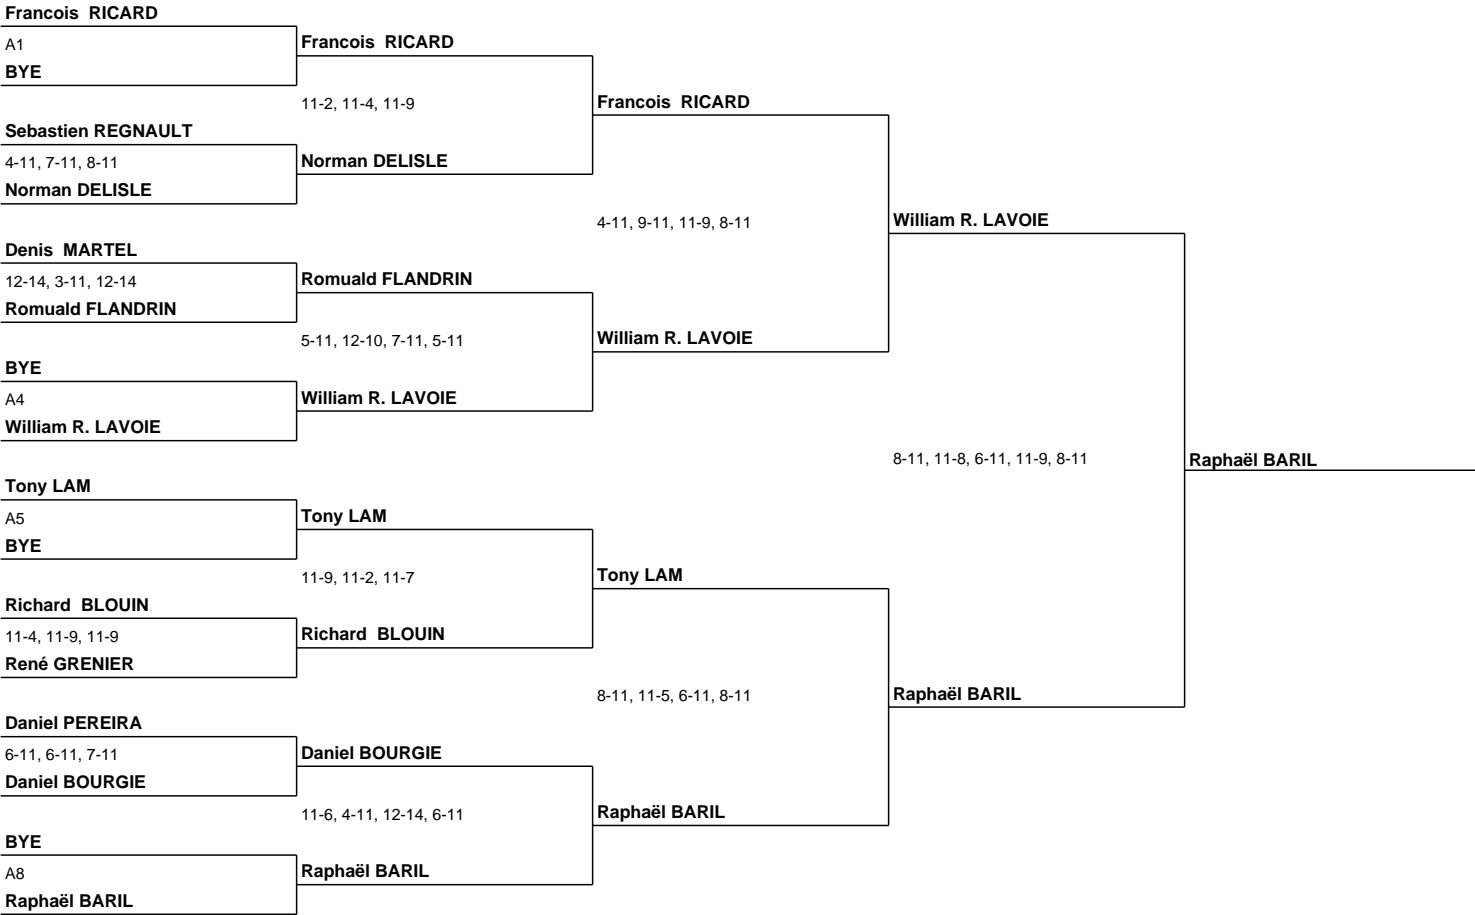 Francois  RICARD
A1
BYE
Sebastien REGNAULT
4-11, 7-11, 8-11
Norman DELISLE
Denis  MARTEL
12-14, 3-11, 12-14
Romuald FLANDRIN
BYE
A4
William R. LAVOIE
Tony LAM
A5
BYE
Richard  BLOUIN
11-4, 11-9, 11-9
René GRENIER
Daniel PEREIRA
6-11, 6-11, 7-11
Daniel BOURGIE
BYE
A8
Raphaël BARIL
Francois  RICARD
11-2, 11-4, 11-9
Norman DELISLE
Romuald FLANDRIN
5-11, 12-10, 7-11, 5-11
William R. LAVOIE
Tony LAM
11-9, 11-2, 11-7
Richard  BLOUIN
Daniel BOURGIE
11-6, 4-11, 12-14, 6-11
Raphaël BARIL
Francois  RICARD
4-11, 9-11, 11-9, 8-11
William R. LAVOIE
Tony LAM
8-11, 11-5, 6-11, 8-11
Raphaël BARIL
William R. LAVOIE
8-11, 11-8, 6-11, 11-9, 8-11
Raphaël BARIL
Raphaël BARIL